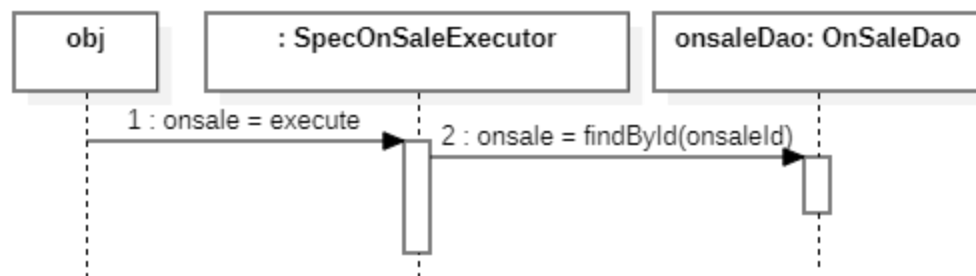 obj
: SpecOnSaleExecutor
onsaleDao: OnSaleDao
1 : onsale = execute
2 : onsale = findById(onsaleId)